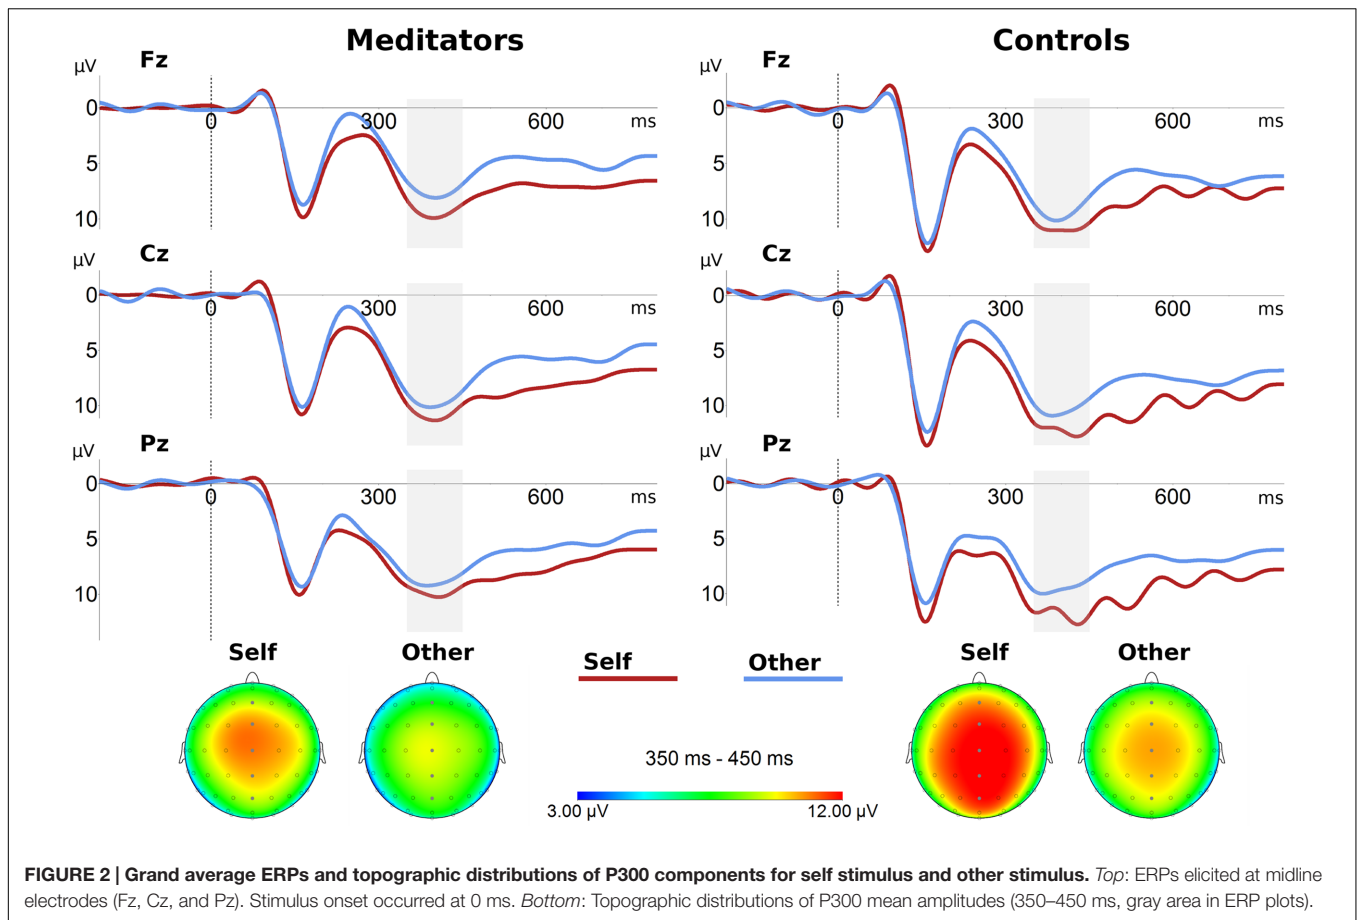 Meditators
Controls
Fz
μV
0
5
10
0
300
600
ms
Fz
μV
0
5
10
0
300
600
ms
Cz
μV
0
5
10
0
300
600
ms
Cz
μV
0
5
10
0
300
600
ms
Pz
μV
0
5
10
0
300
600
ms
Pz
μV
0
5
10
0
300
600
ms
Self
Other
Self
Other
Self
Other
350 ms - 450 ms
3.00 μV
12.00 μV
FIGURE 2 | Grand average ERPs and topographic distributions of P300 components for self stimulus and other stimulus. Top: ERPs elicited at midline
electrodes (Fz, Cz, and Pz). Stimulus onset occurred at 0 ms. Bottom: Topographic distributions of P300 mean amplitudes (350–450 ms, gray area in ERP plots).